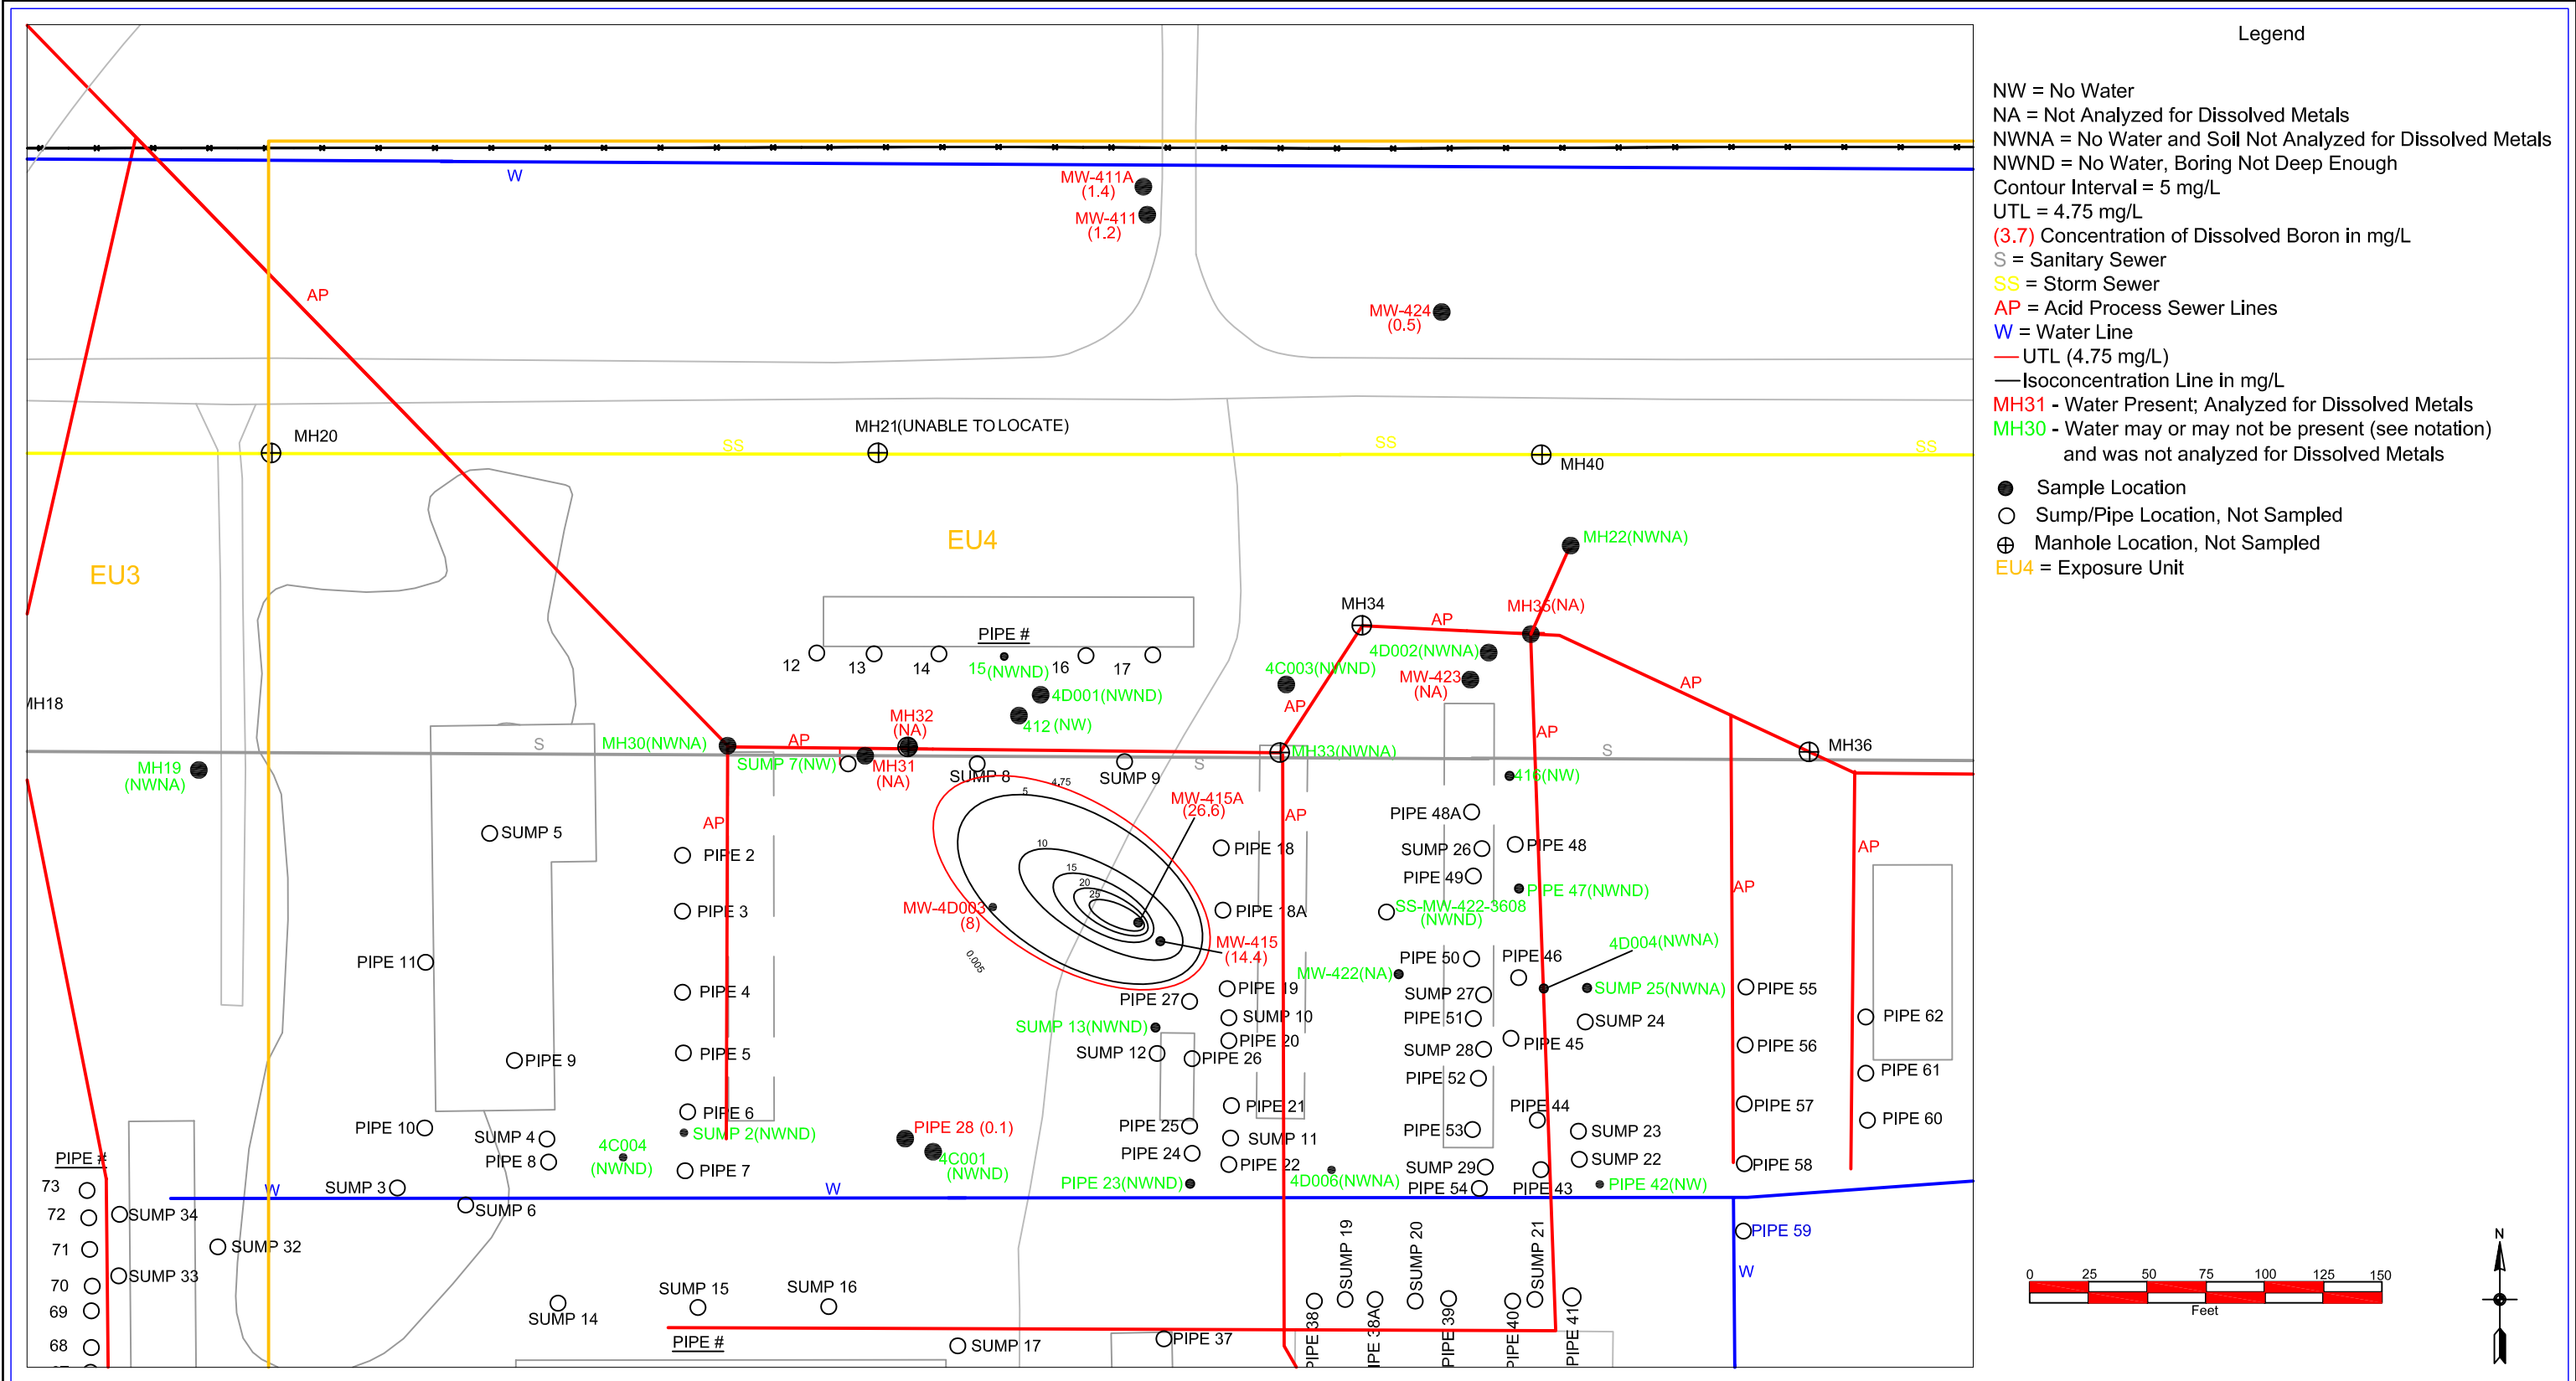 Legend
NW = No Water
NA = Not Analyzed for Dissolved Metals
NWNA = No Water and Soil Not Analyzed for Dissolved Metals
NWND = No Water, Boring Not Deep Enough
Contour Interval = 5 mg/L
UTL = 4.75 mg/L
(3.7) Concentration of Dissolved Boron in mg/L
S = Sanitary Sewer
SS = Storm Sewer
AP = Acid Process Sewer Lines
W = Water Line
UTL (4.75 mg/L)
Isoconcentration Line in mg/L
MH31 - Water Present; Analyzed for Dissolved Metals
MH30 - Water may or may not be present (see notation)
and was not analyzed for Dissolved Metals
Sample Location
Sump/Pipe Location, Not Sampled
Manhole Location, Not Sampled
EU4 = Exposure Unit
W
MW-411A
(1.4)
MW-411
(1.2)
AP
MW-424
(0.5)
MH20
MH21(UNABLE TO LOCATE)
SS
SS
SS
MH40
EU3
EU4
MH22(NWNA)
MH34
AP
MH35(NA)
PIPE #
12
13
14
15(NWND)
16
17
4C003(NWND)
4D002(NWNA)
MW-423
(NA)
AP
AP
4D001(NWND)
412 (NW)
MH18
MH32
(NA)
MH30(NWNA)
AP
S
SUMP 7(NW)
MH31
(NA)
SUMP 8
SUMP 9
S
MH33(NWNA)
AP
S
MH36
MH19
(NWNA)
416(NW)
4.75
5
10
15
20
25
0.005
MW-415A
(26.6)
AP
AP
AP
AP
SUMP 5
PIPE 48A
PIPE 2
PIPE 18
SUMP 26
PIPE 48
PIPE 49
PIPE 47(NWND)
PIPE 3
MW-4D003
(8)
PIPE 18A
SS-MW-422-3608
(NWND)
MW-415
(14.4)
4D004(NWNA)
PIPE 11
PIPE 50
PIPE 46
MW-422(NA)
PIPE 4
PIPE 27
PIPE 19
SUMP 27
SUMP 25(NWNA)
PIPE 55
SUMP 13(NWND)
SUMP 10
PIPE 51
SUMP 24
PIPE 62
PIPE 20
PIPE 45
PIPE 5
SUMP 12
PIPE 26
SUMP 28
PIPE 56
PIPE 9
PIPE 52
PIPE 61
PIPE 6
PIPE 21
PIPE 44
PIPE 57
PIPE 60
PIPE 10
SUMP 4
4C004
(NWND)
SUMP 2(NWND)
PIPE 28 (0.1)
PIPE 25
SUMP 11
PIPE 53
SUMP 23
PIPE #
PIPE 8
PIPE 7
4C001
(NWND)
PIPE 24
PIPE 22
4D006(NWNA)
SUMP 29
SUMP 22
PIPE 58
73
W
SUMP 3
W
PIPE 23(NWND)
PIPE 54
PIPE 43
PIPE 42(NW)
72
SUMP 34
SUMP 6
PIPE 59
71
SUMP 32
SUMP 19
SUMP 20
SUMP 21
W
70
SUMP 33
69
SUMP 14
SUMP 15
SUMP 16
68
PIPE #
SUMP 17
PIPE 37
PIPE 38
IPE 38A
PIPE 39
PIPE 40
PIPE 41
0 25 50 75 100 125 150
Feet
N